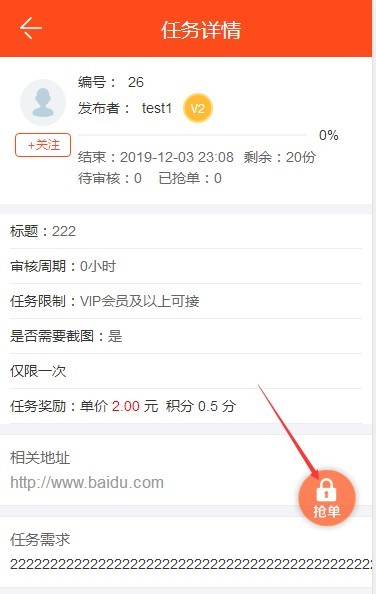 任务详情
编号： 26
发布者： test1 V2
+关注
0%
结束：2019-12-03 23:08 剩余：20份
待审核：0 已抢单：0
标题：222
审核周期：0小时
任务限制：VIP会员及以上可接
是否需要截图：是
仅限一次
任务奖励：单价 2.00 元 积分 0.5 分
相关地址
http://www.baidu.com
抢单
任务需求